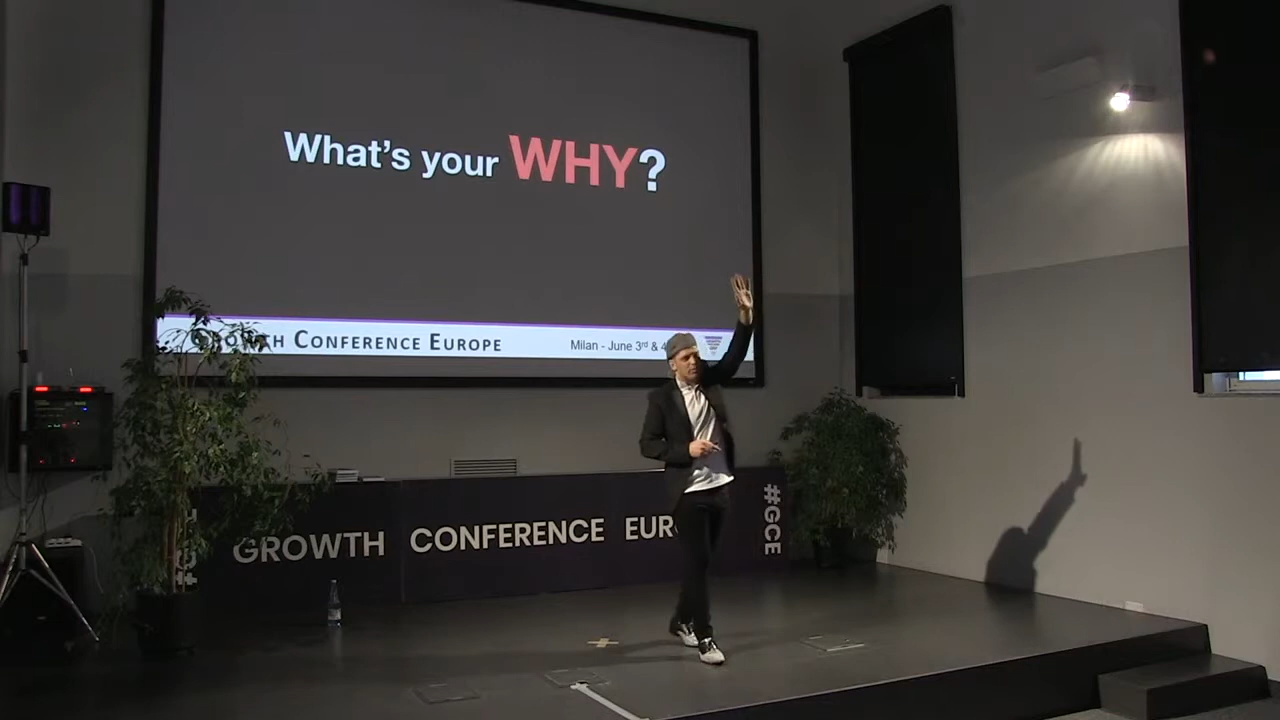 What's your WHY?
GROWTH CONFERENCE EUROPE
Milan - June 3rd & 4
GROWTH CONFERENCE EUR
#GCE